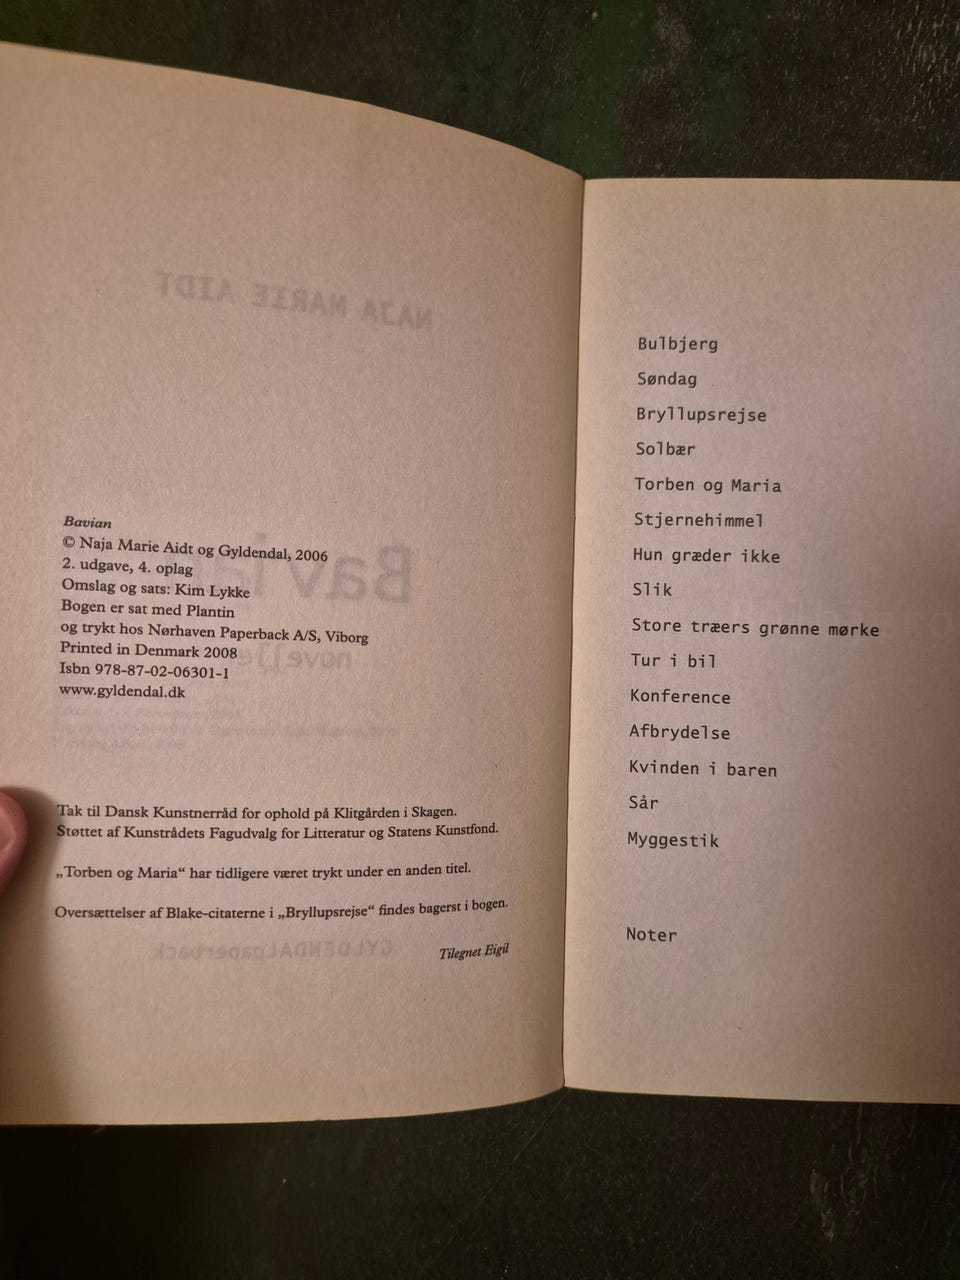 Bavian
© Naja Marie Aidt og Gyldendal, 2006
2. udgave, 4. oplag
Omslag og sats: Kim Lykke
Bogen er sat med Plantin
og trykt hos Nørhaven Paperback A/S, Viborg
Printed in Denmark 2008
Isbn 978-87-02-06301-1
www.gyldendal.dk
Tak til Dansk Kunstnerråd for ophold på Klitgården i Skagen.
Støttet af Kunstrådets Fagudvalg for Litteratur og Statens Kunstfond.
„Torben og Maria“ har tidligere været trykt under en anden titel.
Oversættelser af Blake-citaterne i „Bryllupsrejse“ findes bagerst i bogen.
Tilegnet Eigil
Bulbjerg
Søndag
Bryllupsrejse
Solbær
Torben og Maria
Stjernehimmel
Hun græder ikke
Slik
Store træers grønne mørke
Tur i bil
Konference
Afbrydelse
Kvinden i baren
Sår
Myggestik
Noter